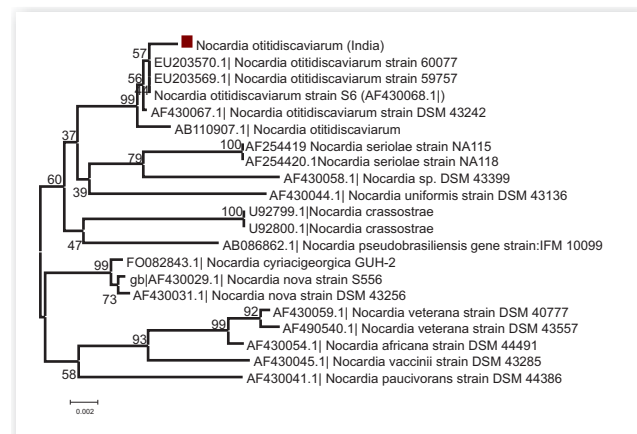 57
Nocardia otitidiscaviarum (India)
EU203570.1| Nocardia otitidiscaviarum strain 60077
56
EU203569.1| Nocardia otitidiscaviarum strain 59757
Nocardia otitidiscaviarum strain S6 (AF430068.1|)
99
AF430067.1| Nocardia otitidiscaviarum strain DSM 43242
AB110907.1| Nocardia otitidiscaviarum
37
100
AF254419 Nocardia seriolae strain NA115
79
AF254420.1Nocardia seriolae strain NA118
60
AF430058.1| Nocardia sp. DSM 43399
39
AF430044.1| Nocardia uniformis strain DSM 43136
100
U92799.1|Nocardia crassostrae
U92800.1|Nocardia crassostrae
47
AB086862.1| Nocardia pseudobrasiliensis gene strain:IFM 10099
99
FO082843.1| Nocardia cyriacigeorgica GUH-2
gb|AF430029.1| Nocardia nova strain S556
73
AF430031.1| Nocardia nova strain DSM 43256
92
AF430059.1| Nocardia veterana strain DSM 40777
99
AF490540.1| Nocardia veterana strain DSM 43557
93
AF430054.1| Nocardia africana strain DSM 44491
AF430045.1| Nocardia vaccinii strain DSM 43285
58
AF430041.1| Nocardia paucivorans strain DSM 44386
0.002